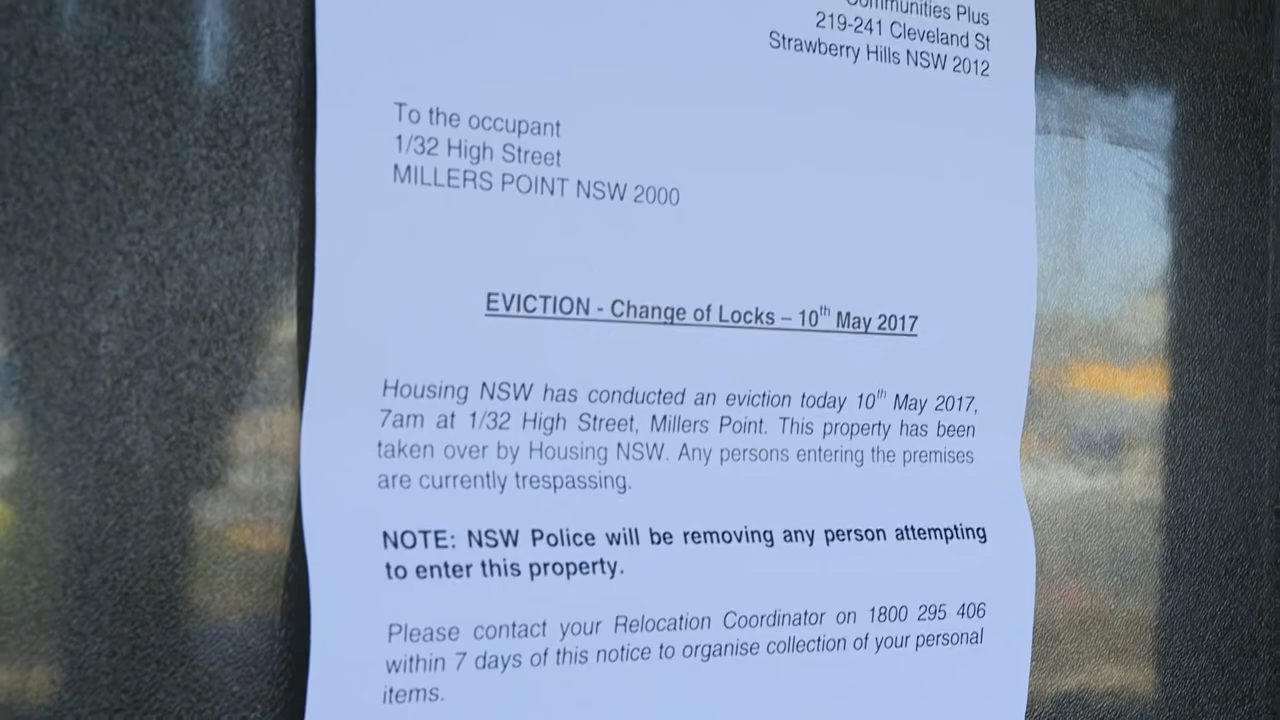 Communities Plus
219-241 Cleveland St
Strawberry Hills NSW 2012
To the occupant
1/32 High Street
MILLERS POINT NSW 2000
EVICTION - Change of Locks – 10th May 2017
Housing NSW has conducted an eviction today 10th May 2017,
7am at 1/32 High Street, Millers Point. This property has been
taken over by Housing NSW. Any persons entering the premises
are currently trespassing.
NOTE: NSW Police will be removing any person attempting
to enter this property.
Please contact your Relocation Coordinator on 1800 295 406
within 7 days of this notice to organise collection of your personal
items.